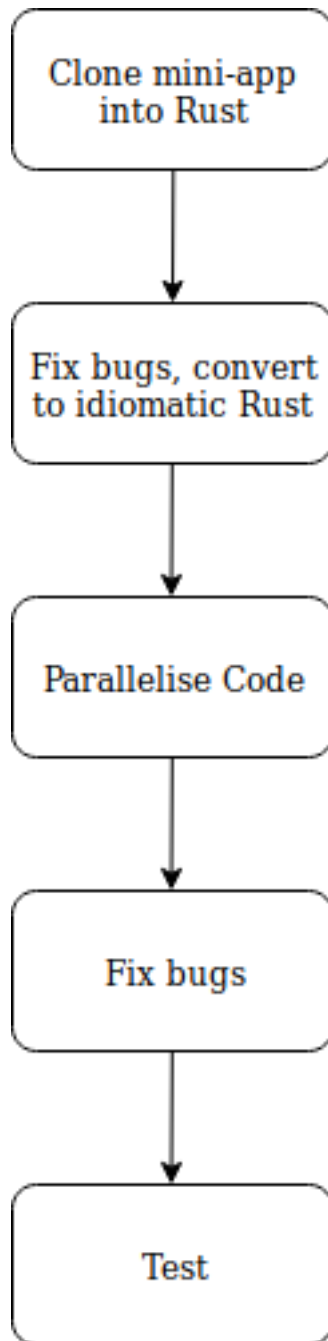 Clone mini-app
into Rust
Fix bugs, convert
to idiomatic Rust
Parallelise Code
Fix bugs
Test